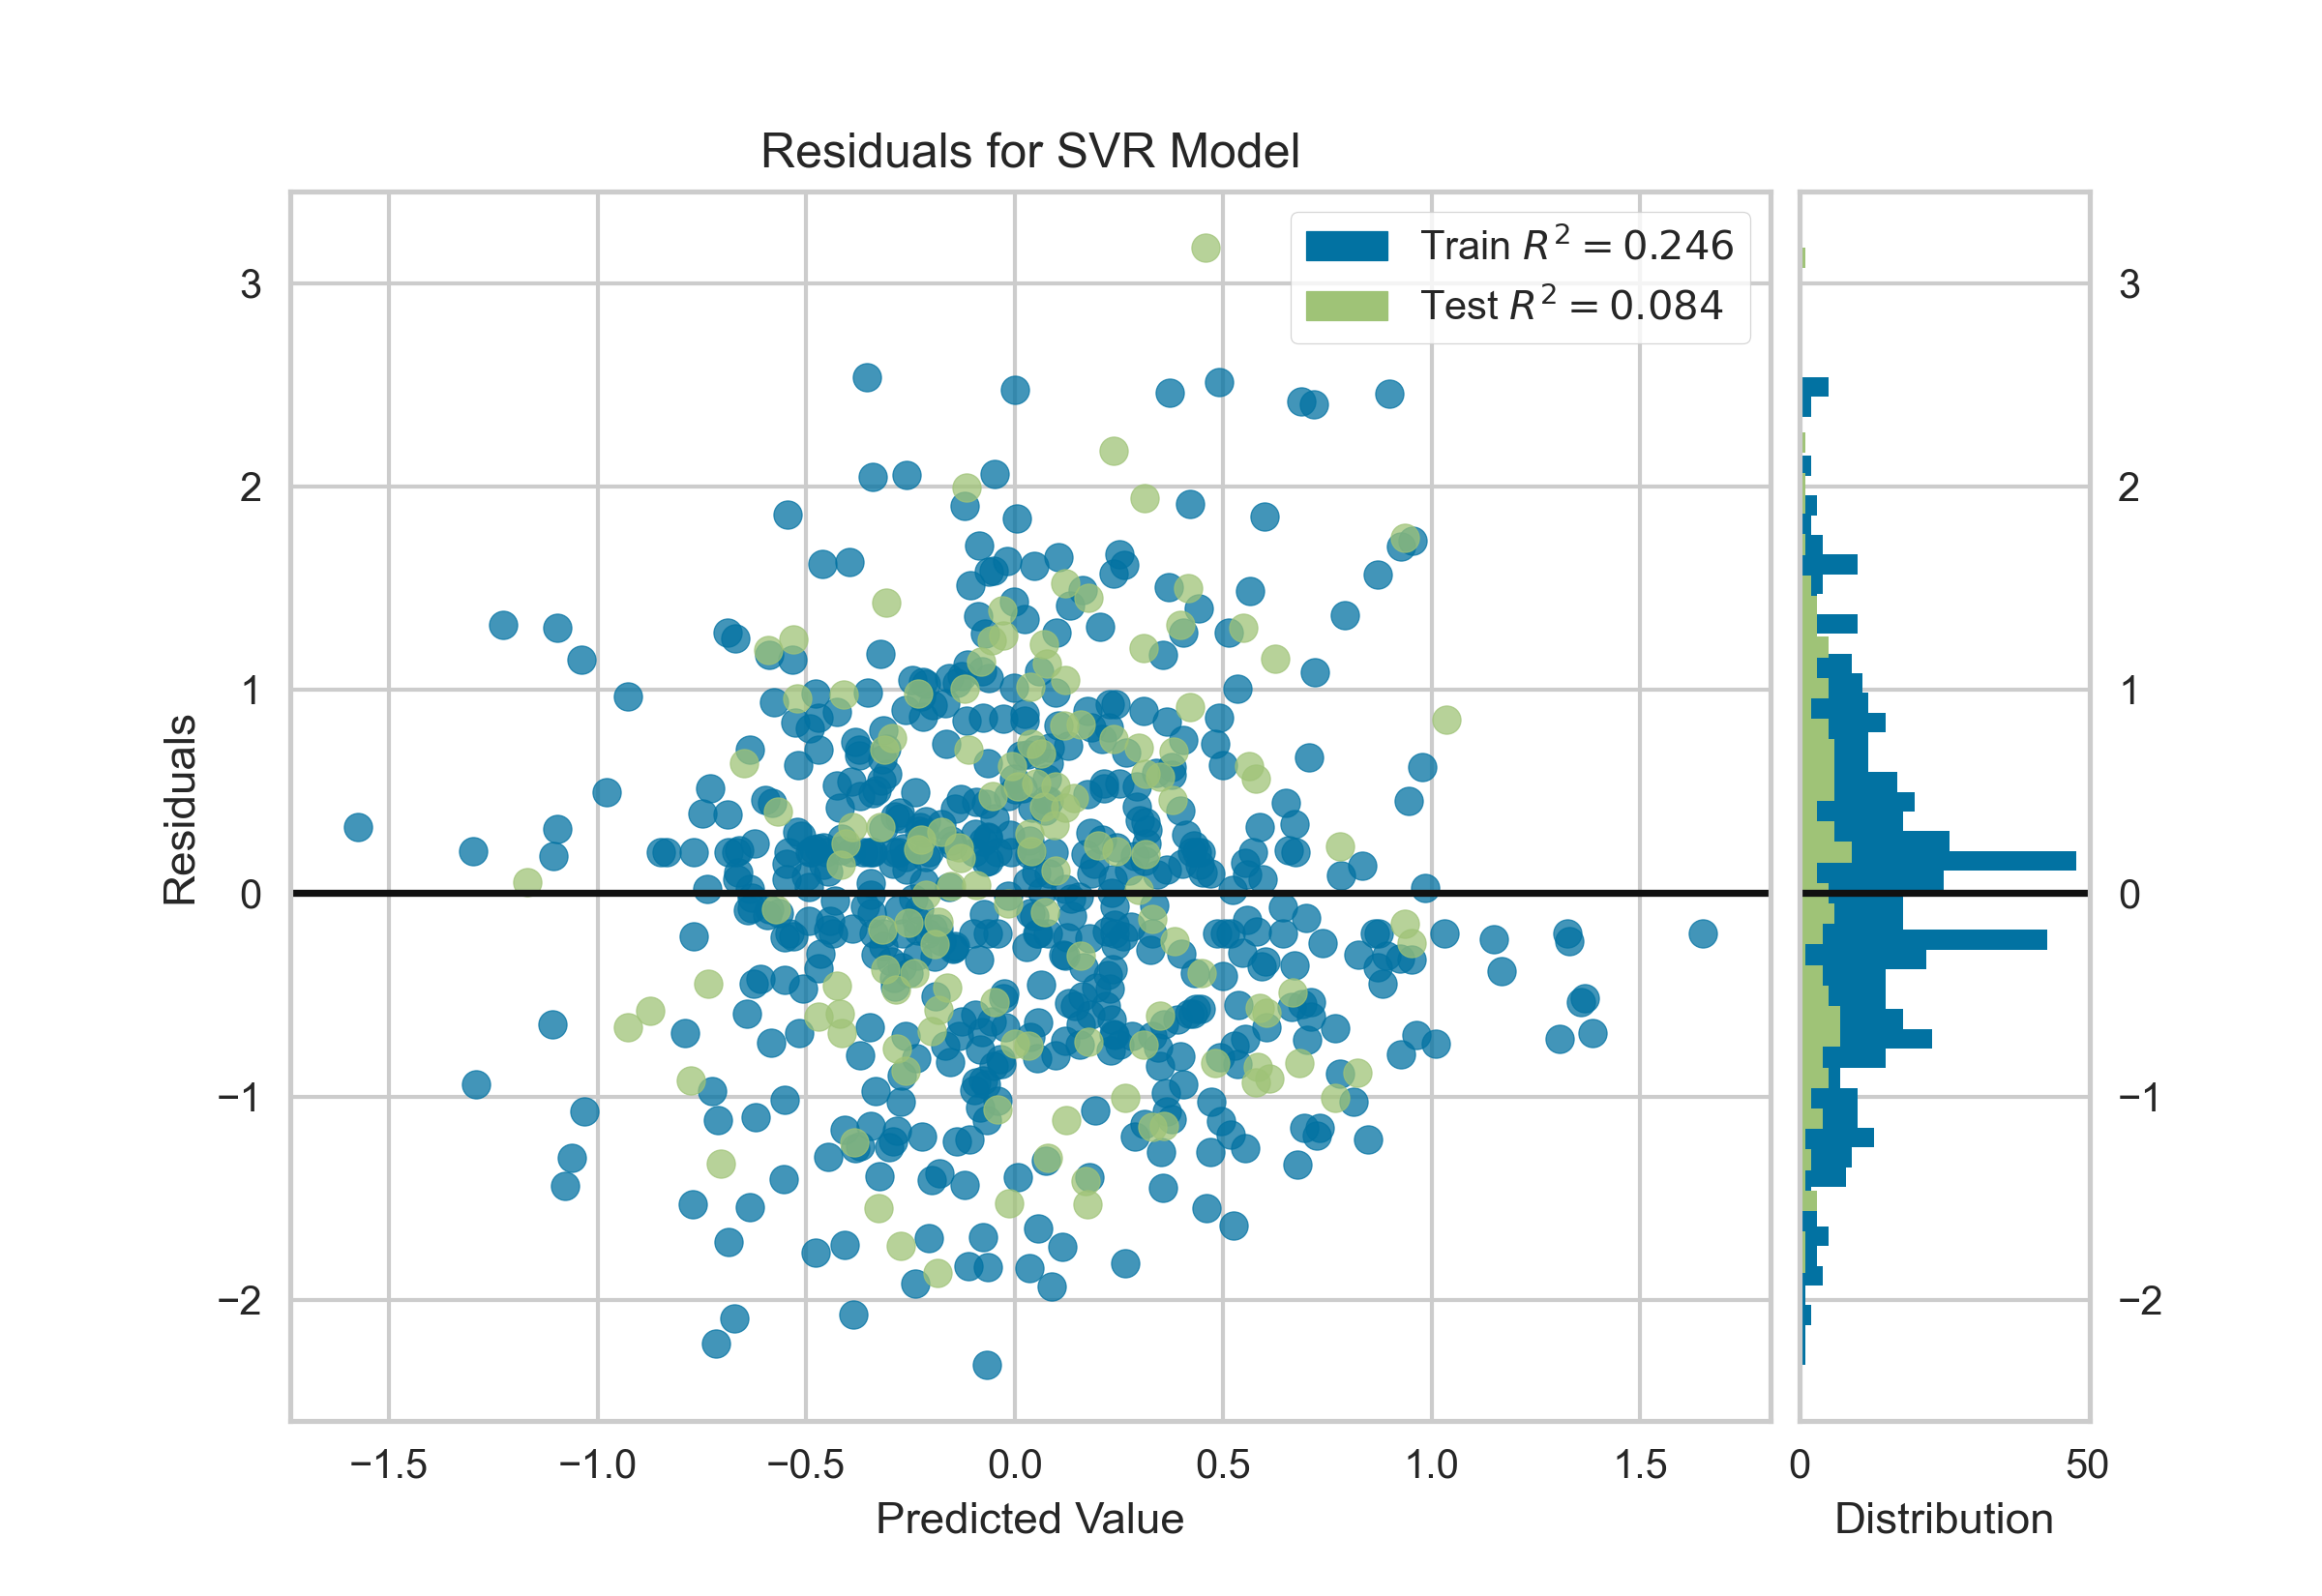 Residuals for SVR Model
Train R² = 0.246
Test R² = 0.084
3
2
1
0
−1
−2
Residuals
−1.5 −1.0 −0.5 0.0 0.5 1.0 1.5
Predicted Value
3
2
1
0
−1
−2
0 50
Distribution